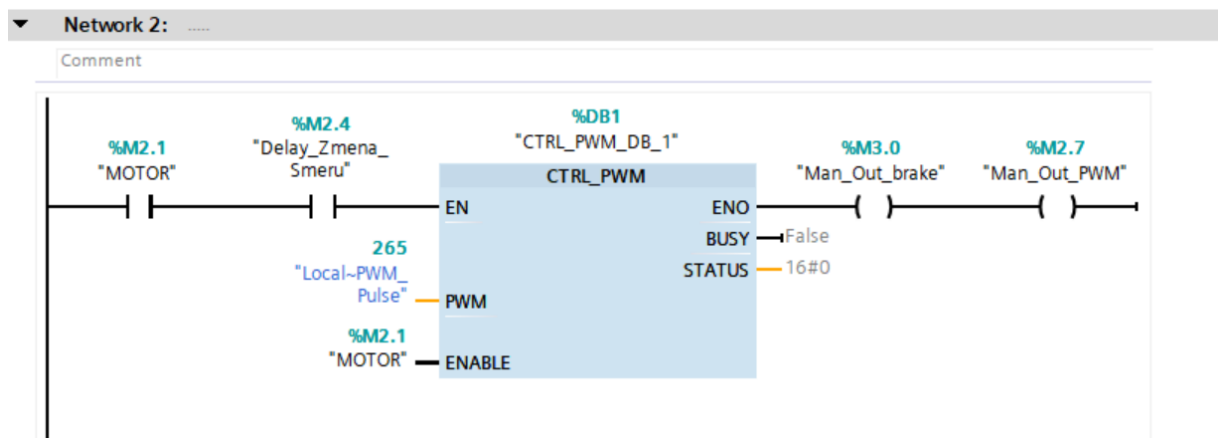 Network 2: .....
Comment
%M2.1
"MOTOR"
%M2.4
"Delay_Zmena_
Smeru"
%DB1
"CTRL_PWM_DB_1"
CTRL_PWM
%M3.0
"Man_Out_brake"
%M2.7
"Man_Out_PWM"
EN
ENO
BUSY
False
STATUS
16#0
265
"Local~PWM_
Pulse"
PWM
%M2.1
"MOTOR"
ENABLE